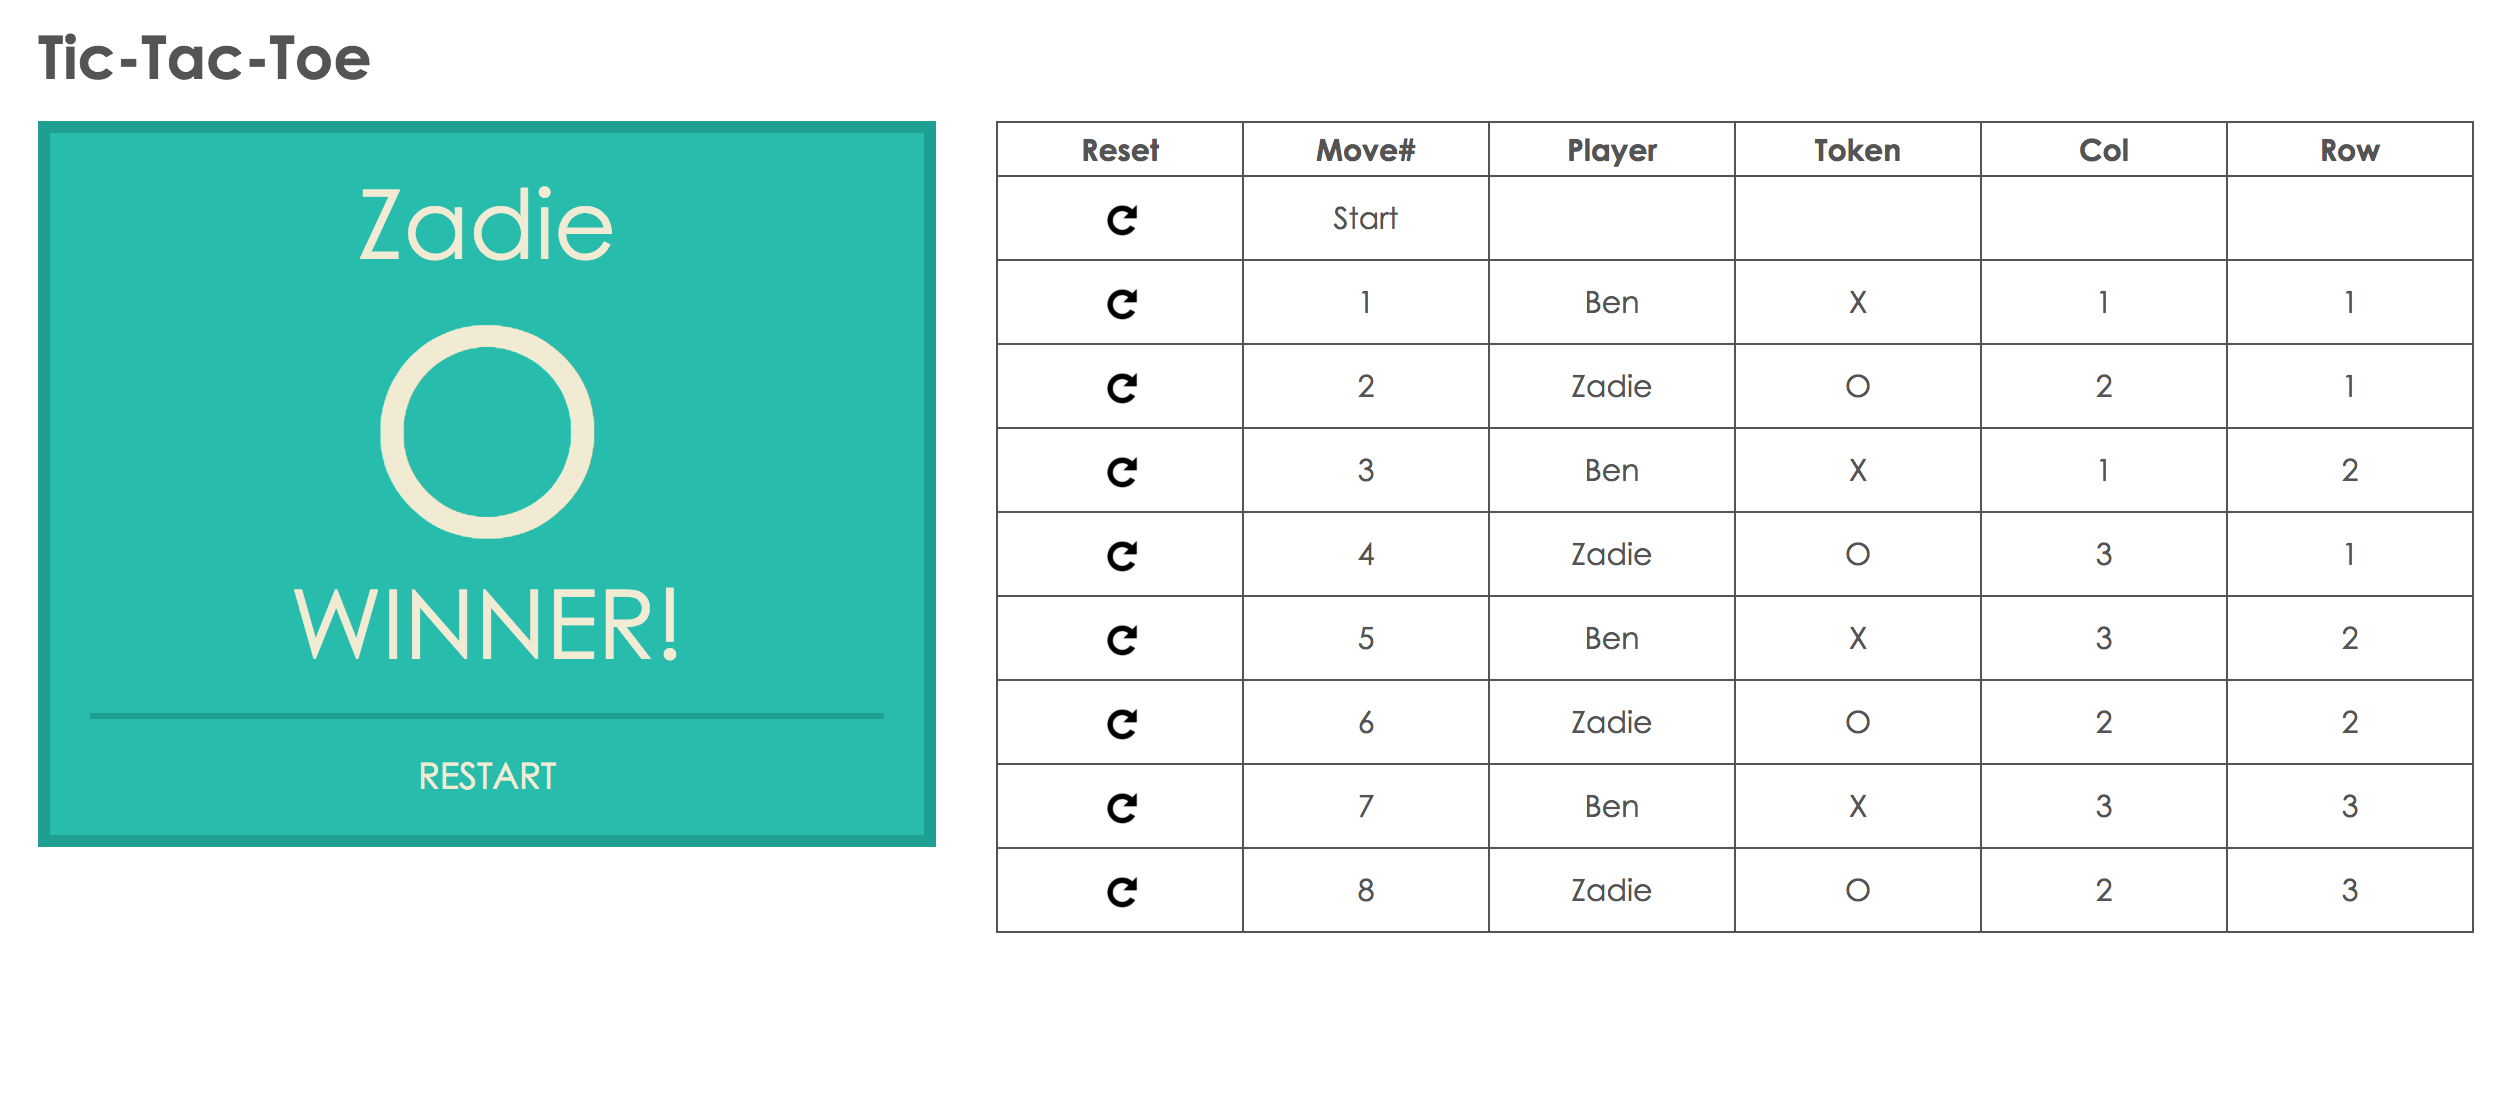 Tic-Tac-Toe
Zadie
O
WINNER!
RESTART
Reset Move# Player Token Col Row
Start
1 Ben X 1 1
2 Zadie O 2 1
3 Ben X 1 2
4 Zadie O 3 1
5 Ben X 3 2
6 Zadie O 2 2
7 Ben X 3 3
8 Zadie O 2 3